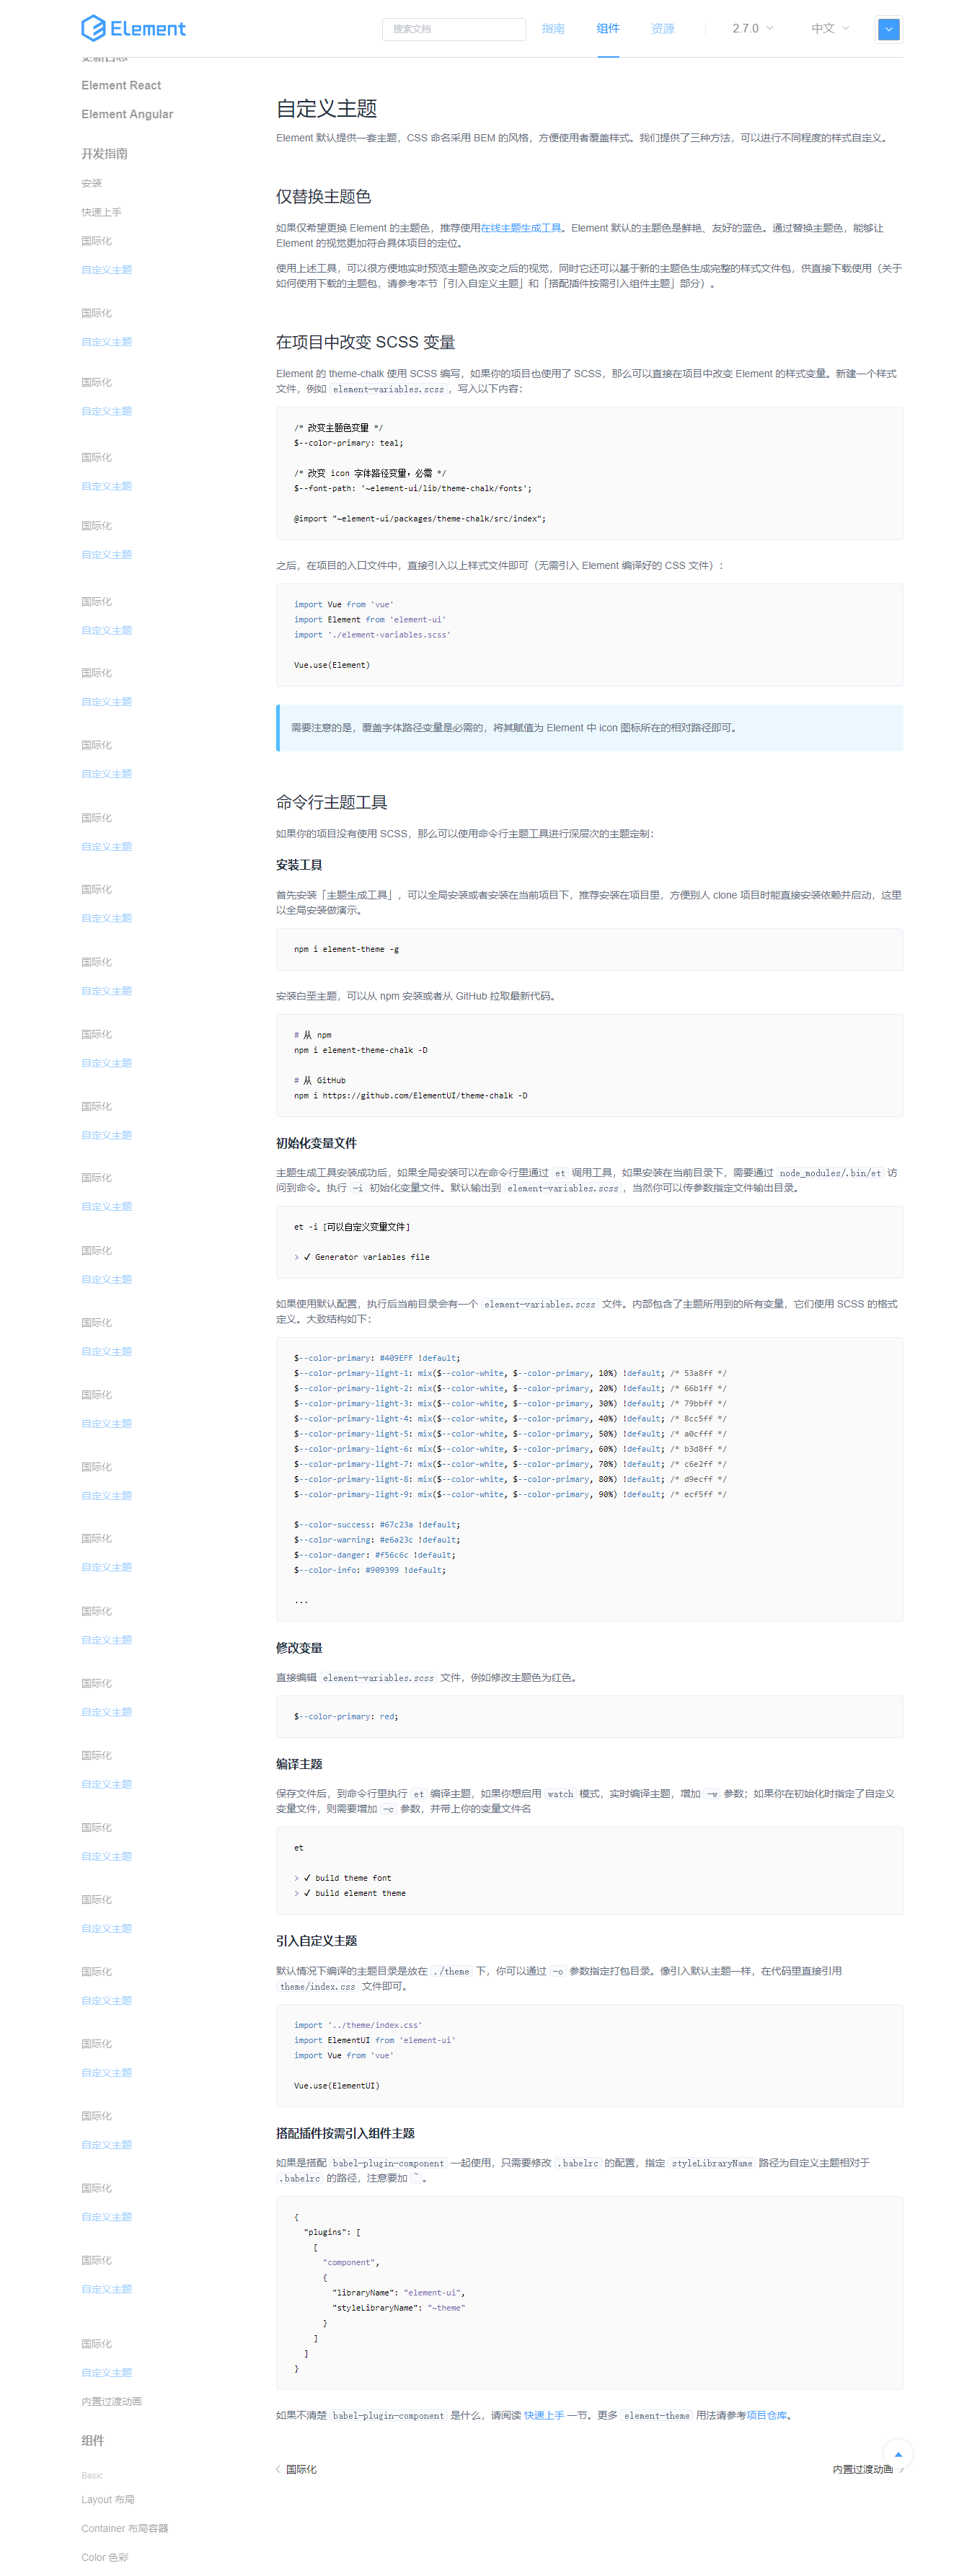 Element
搜索文档
指南
组件
资源
2.7.0
中文
更新日志
Element React
Element Angular
开发指南
安装
快速上手
国际化
自定义主题
国际化
自定义主题
国际化
自定义主题
国际化
自定义主题
国际化
自定义主题
国际化
自定义主题
国际化
自定义主题
国际化
自定义主题
国际化
自定义主题
国际化
自定义主题
国际化
自定义主题
国际化
自定义主题
国际化
自定义主题
国际化
自定义主题
国际化
自定义主题
国际化
自定义主题
国际化
自定义主题
国际化
自定义主题
国际化
自定义主题
国际化
自定义主题
国际化
自定义主题
国际化
自定义主题
国际化
自定义主题
国际化
自定义主题
国际化
自定义主题
国际化
自定义主题
国际化
自定义主题
国际化
自定义主题
国际化
自定义主题
国际化
自定义主题
内置过渡动画
组件
Basic
Layout 布局
Container 布局容器
Color 色彩
自定义主题
Element 默认提供一套主题，CSS 命名采用 BEM 的风格，方便使用者覆盖样式。我们提供了三种方法，可以进行不同程度的样式自定义。
仅替换主题色
如果仅希望更换 Element 的主题色，推荐使用在线主题生成工具。Element 默认的主题色是鲜艳、友好的蓝色。通过替换主题色，能够让
Element 的视觉更加符合具体项目的定位。
使用上述工具，可以很方便地实时预览主题色改变之后的视觉，同时它还可以基于新的主题色生成完整的样式文件包，供直接下载使用（关于
如何使用下载的主题包，请参考本节「引入自定义主题」和「搭配插件按需引入组件主题」部分）。
在项目中改变 SCSS 变量
Element 的 theme-chalk 使用 SCSS 编写，如果你的项目也使用了 SCSS，那么可以直接在项目中改变 Element 的样式变量。新建一个样式
文件，例如 element-variables.scss，写入以下内容：
/* 改变主题色变量 */
$--color-primary: teal;
/* 改变 icon 字体路径变量，必需 */
$--font-path: '~element-ui/lib/theme-chalk/fonts';
@import "~element-ui/packages/theme-chalk/src/index";
之后，在项目的入口文件中，直接引入以上样式文件即可（无需引入 Element 编译好的 CSS 文件）：
import Vue from 'vue'
import Element from 'element-ui'
import './element-variables.scss'
Vue.use(Element)
需要注意的是，覆盖字体路径变量是必需的，将其赋值为 Element 中 icon 图标所在的相对路径即可。
命令行主题工具
如果你的项目没有使用 SCSS，那么可以使用命令行主题工具进行深层次的主题定制：
安装工具
首先安装「主题生成工具」，可以全局安装或者安装在当前项目下，推荐安装在项目里，方便别人 clone 项目时能直接安装依赖并启动，这里
以全局安装做演示。
npm i element-theme -g
安装白垩主题，可以从 npm 安装或者从 GitHub 拉取最新代码。
# 从 npm
npm i element-theme-chalk -D
# 从 GitHub
npm i https://github.com/ElementUI/theme-chalk -D
初始化变量文件
主题生成工具安装成功后，如果全局安装可以在命令行里通过 et 调用工具，如果安装在当前目录下，需要通过 node_modules/.bin/et 访
问到命令。执行 -i 初始化变量文件。默认输出到 element-variables.scss，当然你可以传参数指定文件输出目录。
et -i [可以自定义变量文件]
> ✔ Generator variables file
如果使用默认配置，执行后当前目录会有一个 element-variables.scss 文件。内部包含了主题所用到的所有变量，它们使用 SCSS 的格式
定义。大致结构如下：
$--color-primary: #409EFF !default;
$--color-primary-light-1: mix($--color-white, $--color-primary, 10%) !default; /* 53a8ff */
$--color-primary-light-2: mix($--color-white, $--color-primary, 20%) !default; /* 66b1ff */
$--color-primary-light-3: mix($--color-white, $--color-primary, 30%) !default; /* 79bbff */
$--color-primary-light-4: mix($--color-white, $--color-primary, 40%) !default; /* 8cc5ff */
$--color-primary-light-5: mix($--color-white, $--color-primary, 50%) !default; /* a0cfff */
$--color-primary-light-6: mix($--color-white, $--color-primary, 60%) !default; /* b3d8ff */
$--color-primary-light-7: mix($--color-white, $--color-primary, 70%) !default; /* c6e2ff */
$--color-primary-light-8: mix($--color-white, $--color-primary, 80%) !default; /* d9ecff */
$--color-primary-light-9: mix($--color-white, $--color-primary, 90%) !default; /* ecf5ff */
$--color-success: #67c23a !default;
$--color-warning: #e6a23c !default;
$--color-danger: #f56c6c !default;
$--color-info: #909399 !default;
...
修改变量
直接编辑 element-variables.scss 文件，例如修改主题色为红色。
$--color-primary: red;
编译主题
保存文件后，到命令行里执行 et 编译主题，如果你想启用 watch 模式，实时编译主题，增加 -w 参数；如果你在初始化时指定了自定义
变量文件，则需要增加 -c 参数，并带上你的变量文件名
et
> ✔ build theme font
> ✔ build element theme
引入自定义主题
默认情况下编译的主题目录是放在 ./theme 下，你可以通过 -o 参数指定打包目录。像引入默认主题一样，在代码里直接引用
theme/index.css 文件即可。
import '../theme/index.css'
import ElementUI from 'element-ui'
import Vue from 'vue'
Vue.use(ElementUI)
搭配插件按需引入组件主题
如果是搭配 babel-plugin-component 一起使用，只需要修改 .babelrc 的配置，指定 styleLibraryName 路径为自定义主题相对于
.babelrc 的路径，注意要加 ~。
{
"plugins": [
[
"component",
{
"libraryName": "element-ui",
"styleLibraryName": "~theme"
}
]
]
}
如果不清楚 babel-plugin-component 是什么，请阅读 快速上手 一节。更多 element-theme 用法请参考项目仓库。
国际化
内置过渡动画